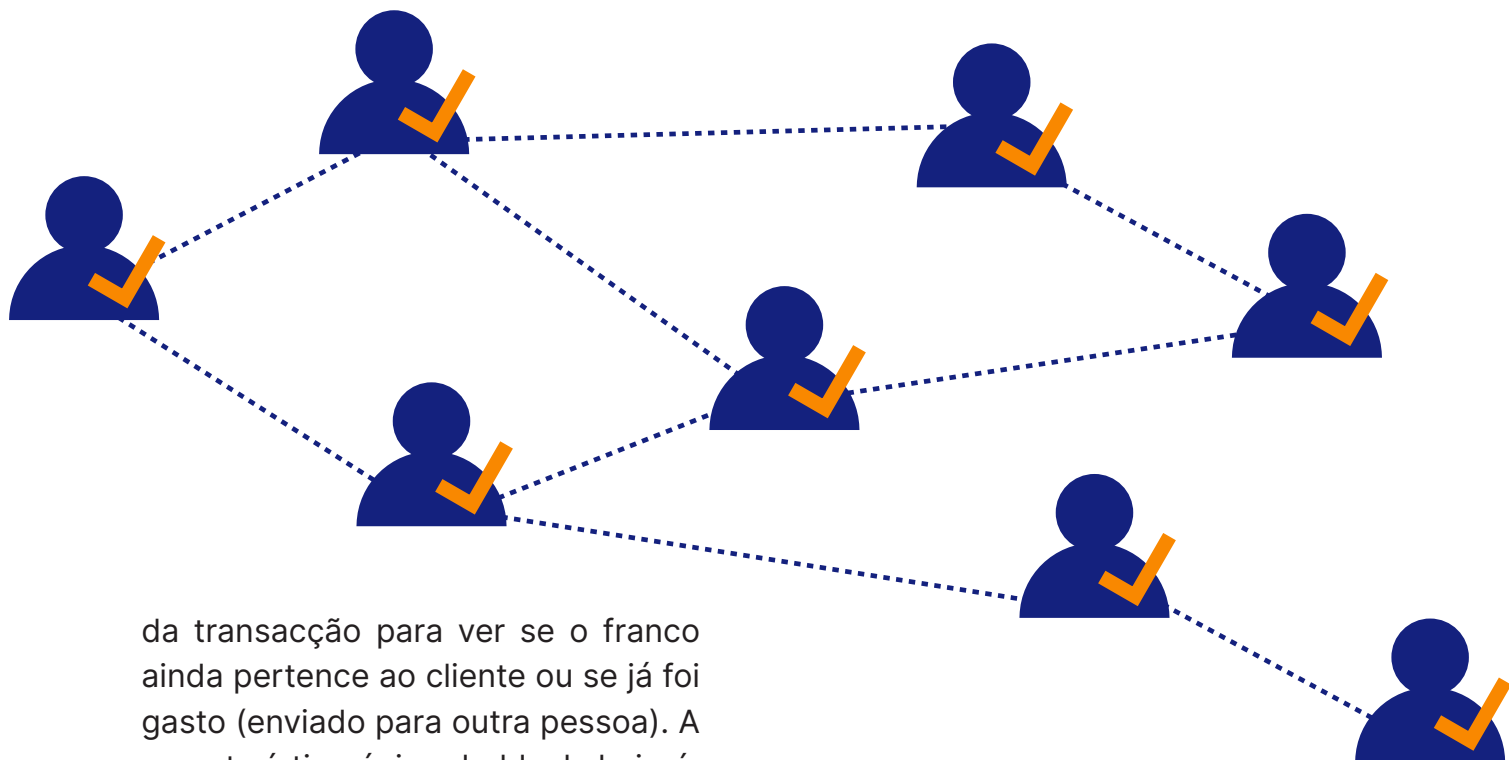 da transacção para ver se o franco
ainda pertence ao cliente ou se já foi
gasto (enviado para outra pessoa). A